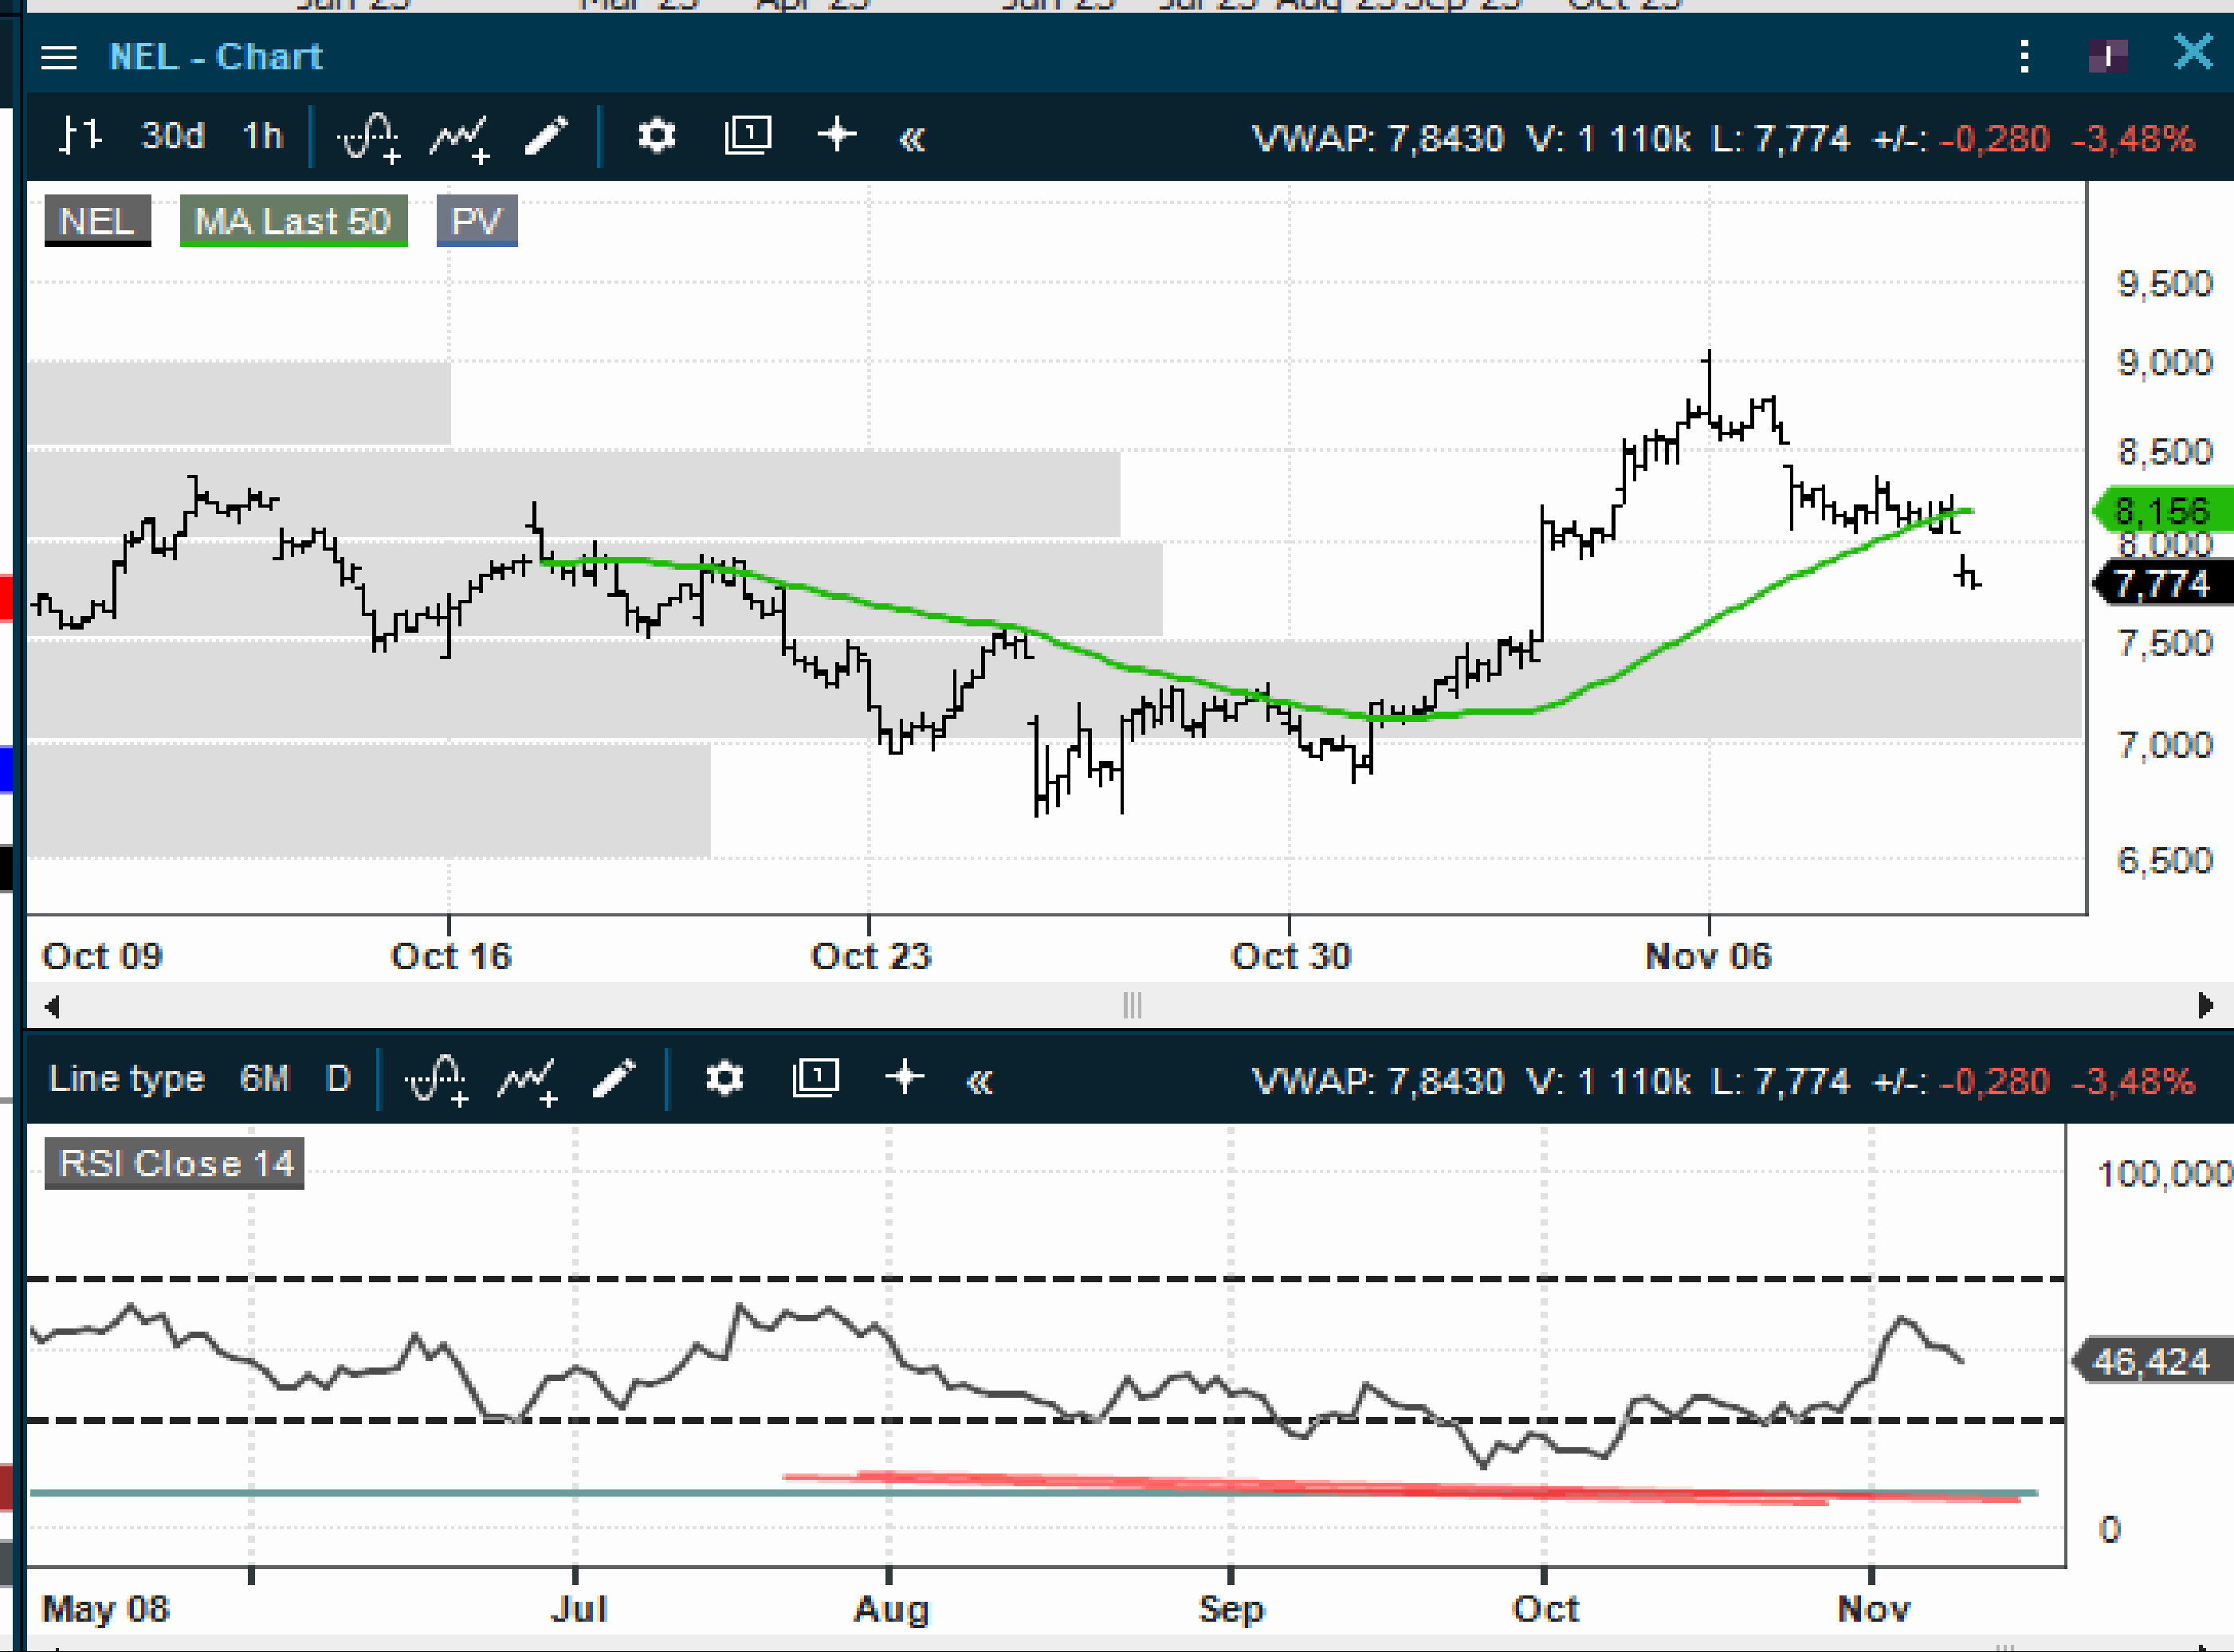 NEL - Chart
30d 1h VWAP: 7,8430 V: 1 110k L: 7,774 +/-: -0,280 -3,48%
NEL MA Last 50 PV
9,500
9,000
8,500
8,156
8,000
7,774
7,500
7,000
6,500
Oct 09 Oct 16 Oct 23 Oct 30 Nov 06
Line type 6M D 1 VWAP: 7,8430 V: 1 110k L: 7,774 +/-: -0,280 -3,48%
RSI Close 14
100,000
46,424
0
May 08 Jul Aug Sep Oct Nov